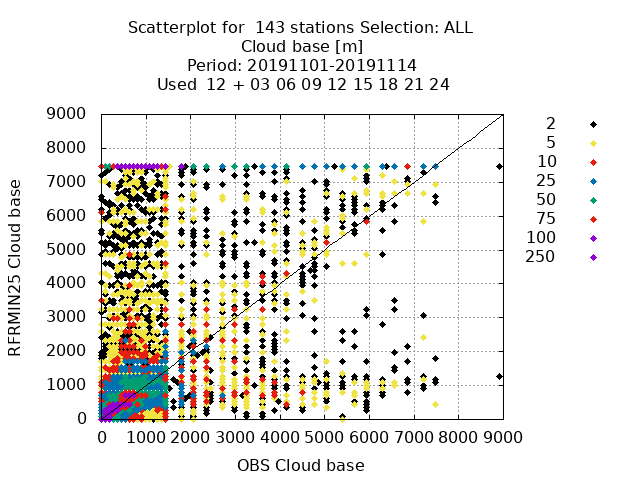 Scatterplot for  143 stations Selection: ALL
Cloud base [m]
Period: 20191101-20191114
Used  12 + 03 06 09 12 15 18 21 24
9000
8000
7000
6000
5000
4000
3000
2000
1000
0
RFRMIN25 Cloud base
0 1000 2000 3000 4000 5000 6000 7000 8000 9000
OBS Cloud base
2
5
10
25
50
75
100
250